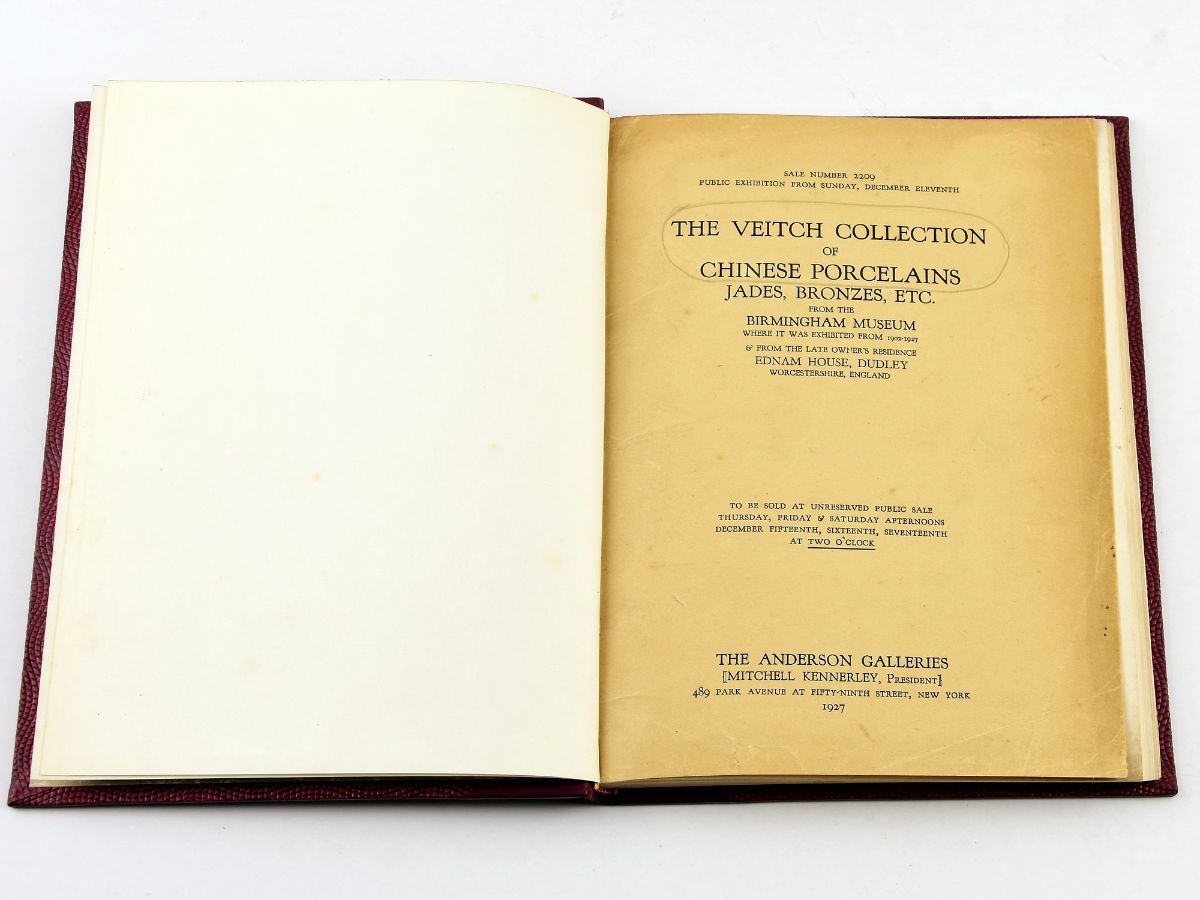 SALE NUMBER 2209
PUBLIC EXHIBITION FROM SUNDAY, DECEMBER ELEVENTH
THE VEITCH COLLECTION
OF
CHINESE PORCELAINS
JADES, BRONZES, ETC.
FROM THE
BIRMINGHAM MUSEUM
WHERE IT WAS EXHIBITED FROM 1902-1927
& FROM THE LATE OWNER'S RESIDENCE
EDNAM HOUSE, DUDLEY
WORCESTERSHIRE, ENGLAND
TO BE SOLD AT UNRESERVED PUBLIC SALE
THURSDAY, FRIDAY & SATURDAY AFTERNOONS
DECEMBER FIFTEENTH, SIXTEENTH, SEVENTEENTH
AT TWO O'CLOCK
THE ANDERSON GALLERIES
[MITCHELL KENNERLEY, PRESIDENT]
489 PARK AVENUE AT FIFTY-NINTH STREET, NEW YORK
1927